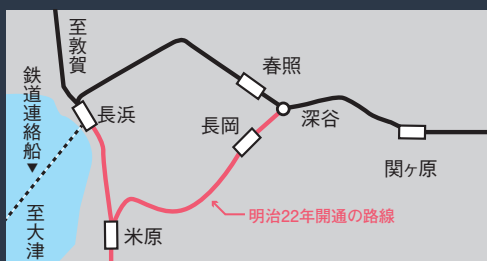 至敦賀
鉄道連絡船▼
至大津
長浜
春照
長岡
深谷
関ヶ原
米原
明治22年開通の路線